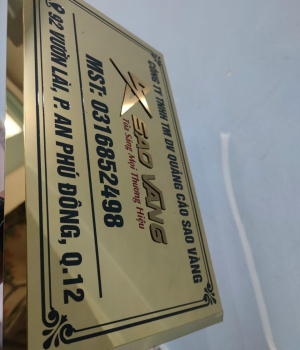 CÔNG TY TNHH TM DV QUẢNG CÁO SAO VÀNG
SAO VÀNG
Tỏa Sáng Mọi Thương Hiệu
MST: 0316852498
92 VƯỜN LÀI, P. AN PHÚ ĐÔNG, Q.12